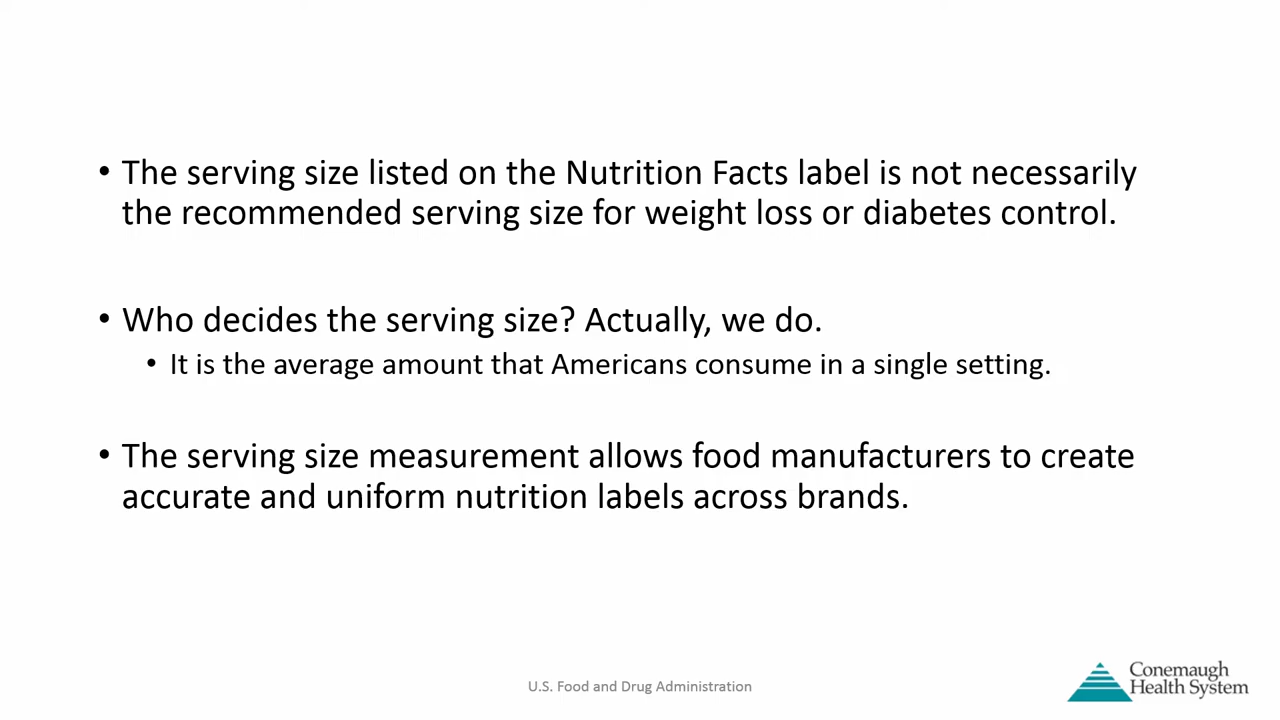 • The serving size listed on the Nutrition Facts label is not necessarily
the recommended serving size for weight loss or diabetes control.
• Who decides the serving size? Actually, we do.
• It is the average amount that Americans consume in a single setting.
• The serving size measurement allows food manufacturers to create
accurate and uniform nutrition labels across brands.
U.S. Food and Drug Administration
Conemaugh
Health System